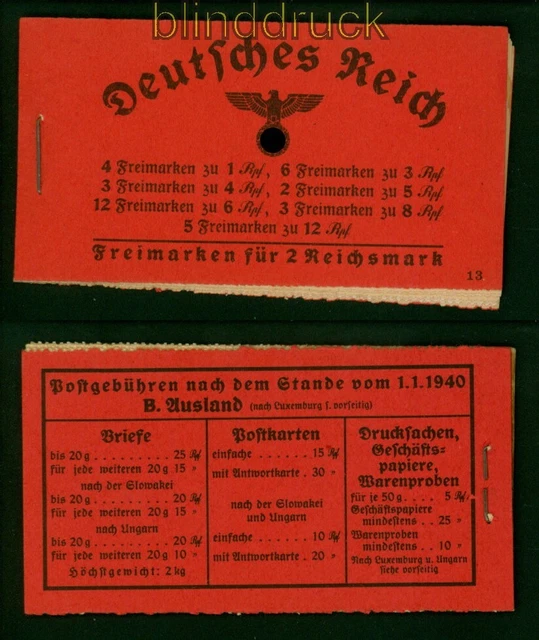 blinddruck
Deutsches Reich
4 Freimarken zu 1 Rpf, 6 Freimarken zu 3 Rpf
3 Freimarken zu 4 Rpf, 2 Freimarken zu 5 Rpf
12 Freimarken zu 6 Rpf, 3 Freimarken zu 8 Rpf
5 Freimarken zu 12 Rpf
Freimarken für 2 Reichsmark
13
Postgebühren nach dem Stande vom 1.1.1940
B. Ausland (nach Luxemburg s. vorseitig)
Briefe
bis 20 g . . . . . . . . 25 Rpf
für jede weiteren 20 g 15 "
nach der Slowakei
bis 20 g . . . . . . . . 20 Rpf
für jede weiteren 20 g 15 "
nach Ungarn
bis 20 g . . . . . . . . 20 Rpf
für jede weiteren 20 g 10 "
Höchstgewicht: 2 kg
Postkarten
einfache . . . . . . 15 Rpf
mit Antwortkarte . 30 "
nach der Slowakei
und Ungarn
einfache . . . . . . 10 Rpf
mit Antwortkarte . 20 "
Drucksachen,
Geschäfts-
papiere,
Warenproben
für je 50 g . . . . 5 Rpf
Geschäftspapiere
mindestens . . 25 "
Warenproben
mindestens . . 10 "
Nach Luxemburg u. Ungarn
siehe vorseitig